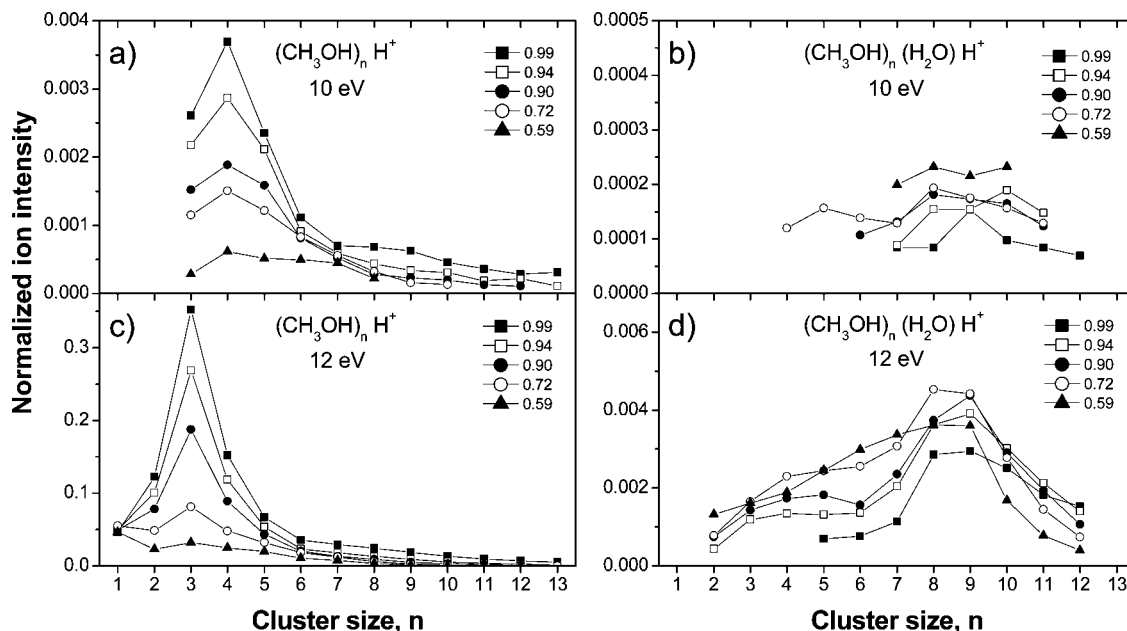 Normalized ion intensity
a)
(CH₃OH)ₙ H⁺
10 eV
0.99
0.94
0.90
0.72
0.59
0.004
0.003
0.002
0.001
0.000
b)
(CH₃OH)ₙ (H₂O) H⁺
10 eV
0.99
0.94
0.90
0.72
0.59
0.0005
0.0004
0.0003
0.0002
0.0001
0.0000
c)
(CH₃OH)ₙ H⁺
12 eV
0.99
0.94
0.90
0.72
0.59
0.3
0.2
0.1
0.0
1 2 3 4 5 6 7 8 9 10 11 12 13
Cluster size, n
d)
(CH₃OH)ₙ (H₂O) H⁺
12 eV
0.99
0.94
0.90
0.72
0.59
0.006
0.004
0.002
0.000
1 2 3 4 5 6 7 8 9 10 11 12 13
Cluster size, n